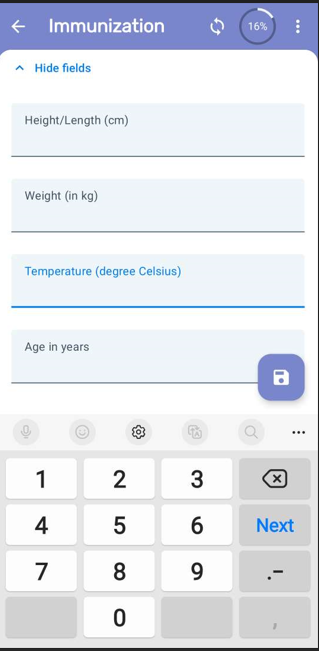 Immunization
16%
Hide fields
Height/Length (cm)
Weight (in kg)
Temperature (degree Celsius)
Age in years
1 2 3
4 5 6 Next
7 8 9 .-
0 ,